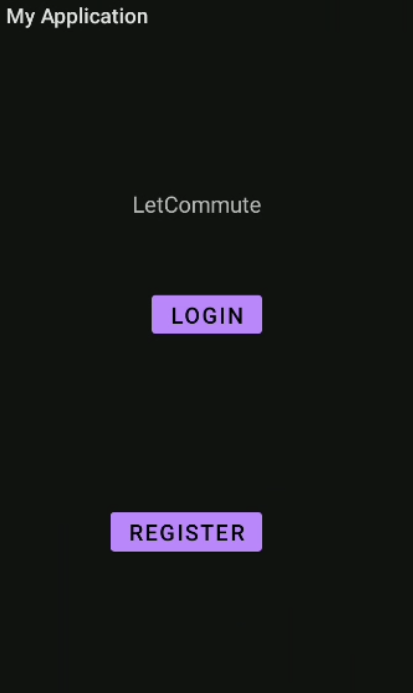 My Application
LetCommute
LOGIN
REGISTER